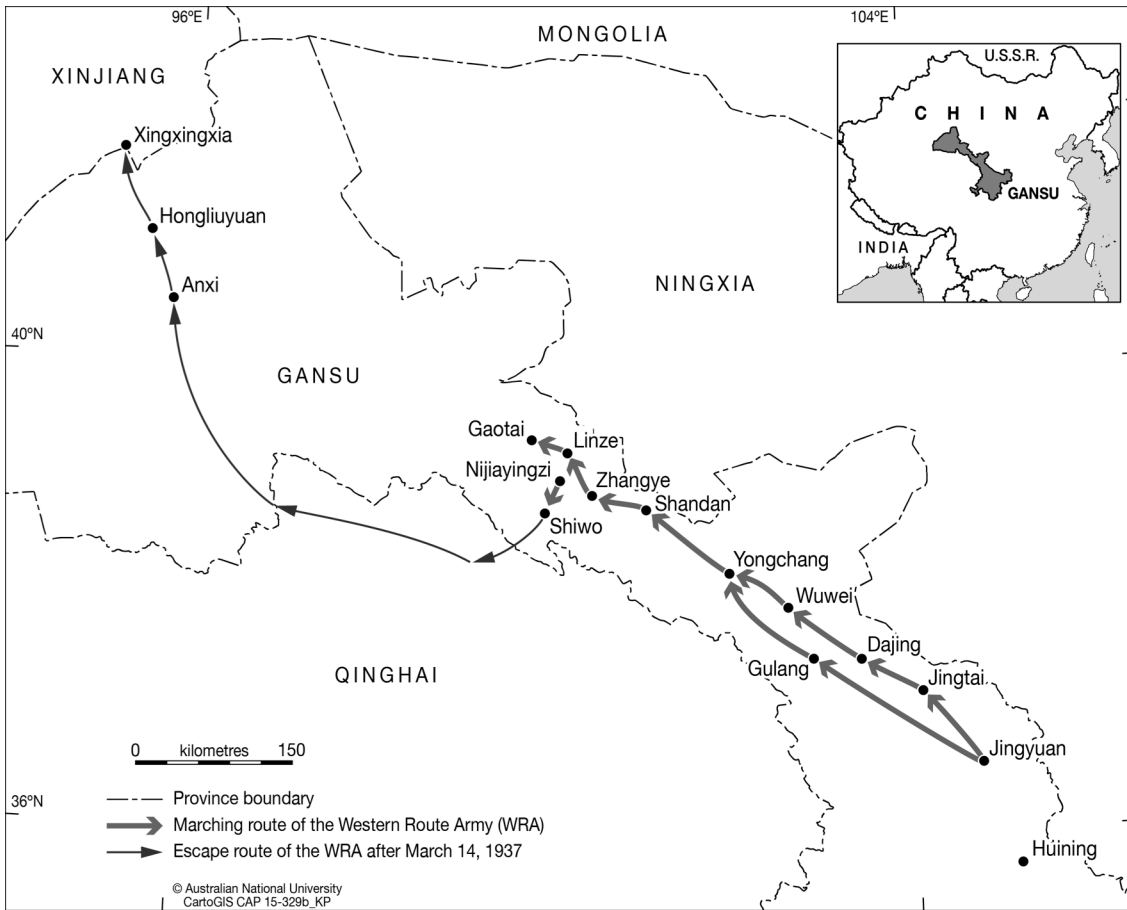 96ºE
104ºE
MONGOLIA
XINJIANG
U.S.S.R.
CHINA
GANSU
INDIA
Xingxingxia
Hongliuyuan
Anxi
NINGXIA
40ºN
GANSU
Gaotai
Linze
Nijiayingzi
Zhangye
Shandan
Shiwo
Yongchang
Wuwei
Dajing
Gulang
Jingtai
QINGHAI
Jingyuan
0 kilometres 150
36ºN
Province boundary
Marching route of the Western Route Army (WRA)
Escape route of the WRA after March 14, 1937
Huining
© Australian National University
CartoGIS CAP 15-329b_KP